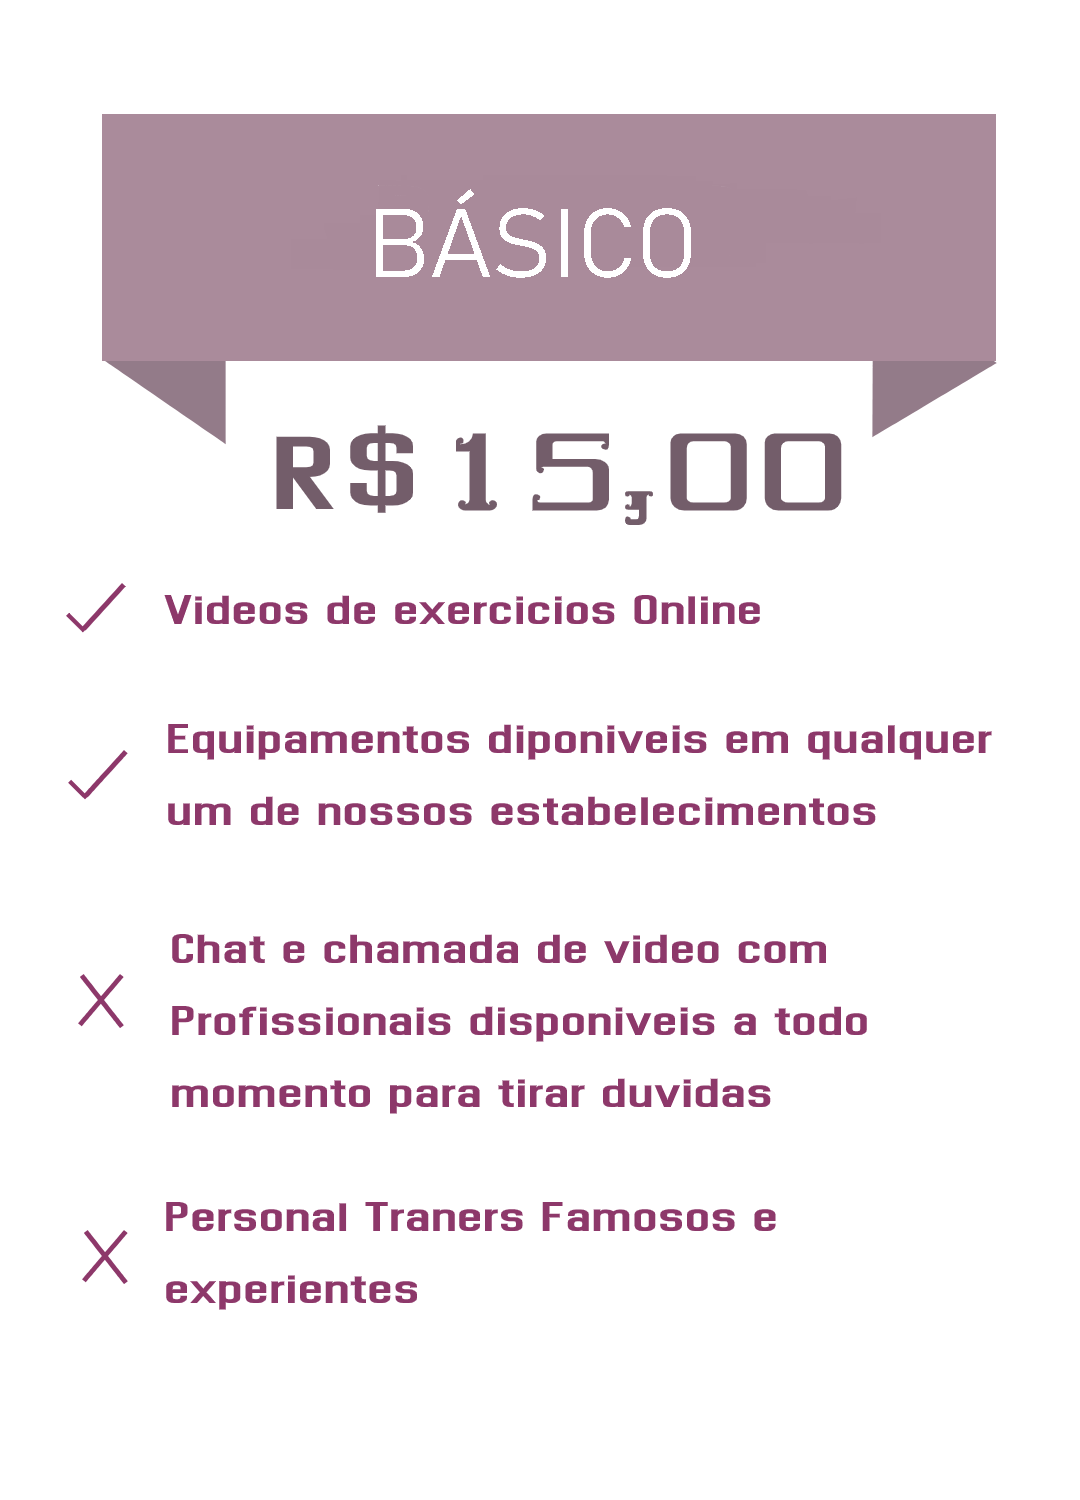 BÁSICO
R$15,00
Videos de exercicios Online
Equipamentos diponiveis em qualquer
um de nossos estabelecimentos
Chat e chamada de video com
Profissionais disponiveis a todo
momento para tirar duvidas
Personal Traners Famosos e
experientes